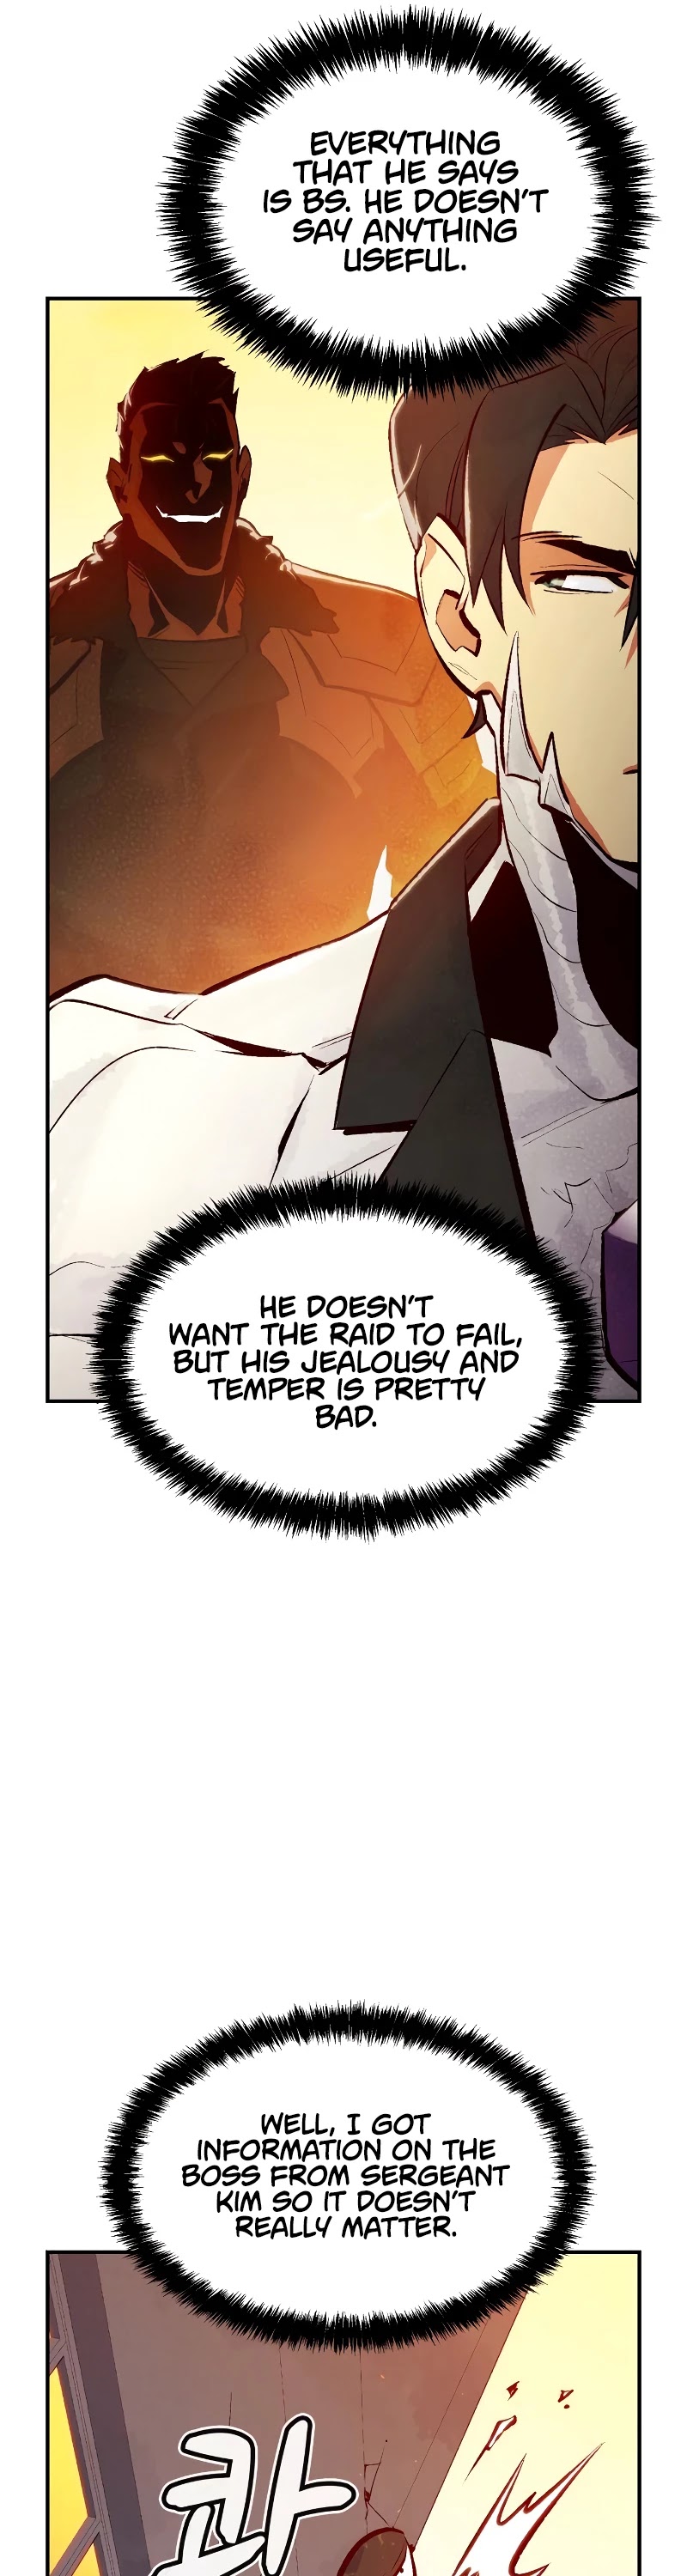 EVERYTHING
THAT HE SAYS
IS BS. HE DOESN'T
SAY ANYTHING
USEFUL.
HE DOESN'T
WANT THE RAID TO FAIL,
BUT HIS JEALOUSY AND
TEMPER IS PRETTY
BAD.
WELL, I GOT
INFORMATION ON THE
BOSS FROM SERGEANT
KIM SO IT DOESN'T
REALLY MATTER.
콰